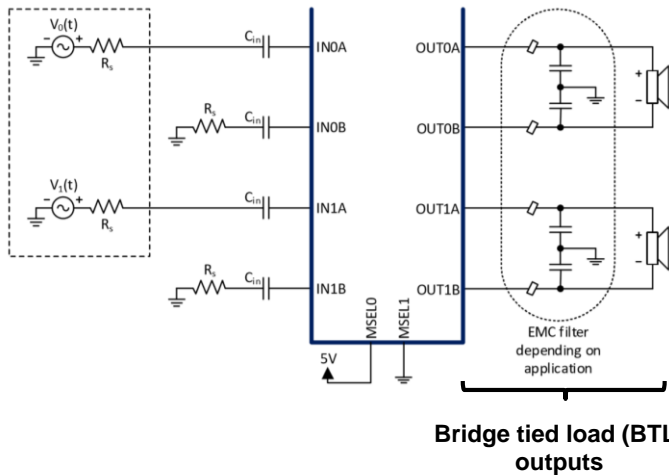 V0(t)
Rs
Cin
IN0A
OUT0A
Rs
Cin
IN0B
OUT0B
V1(t)
Rs
Cin
IN1A
OUT1A
Rs
Cin
IN1B
OUT1B
MSEL0
MSEL1
5V
EMC filter
depending on
application
Bridge tied load (BTL
outputs